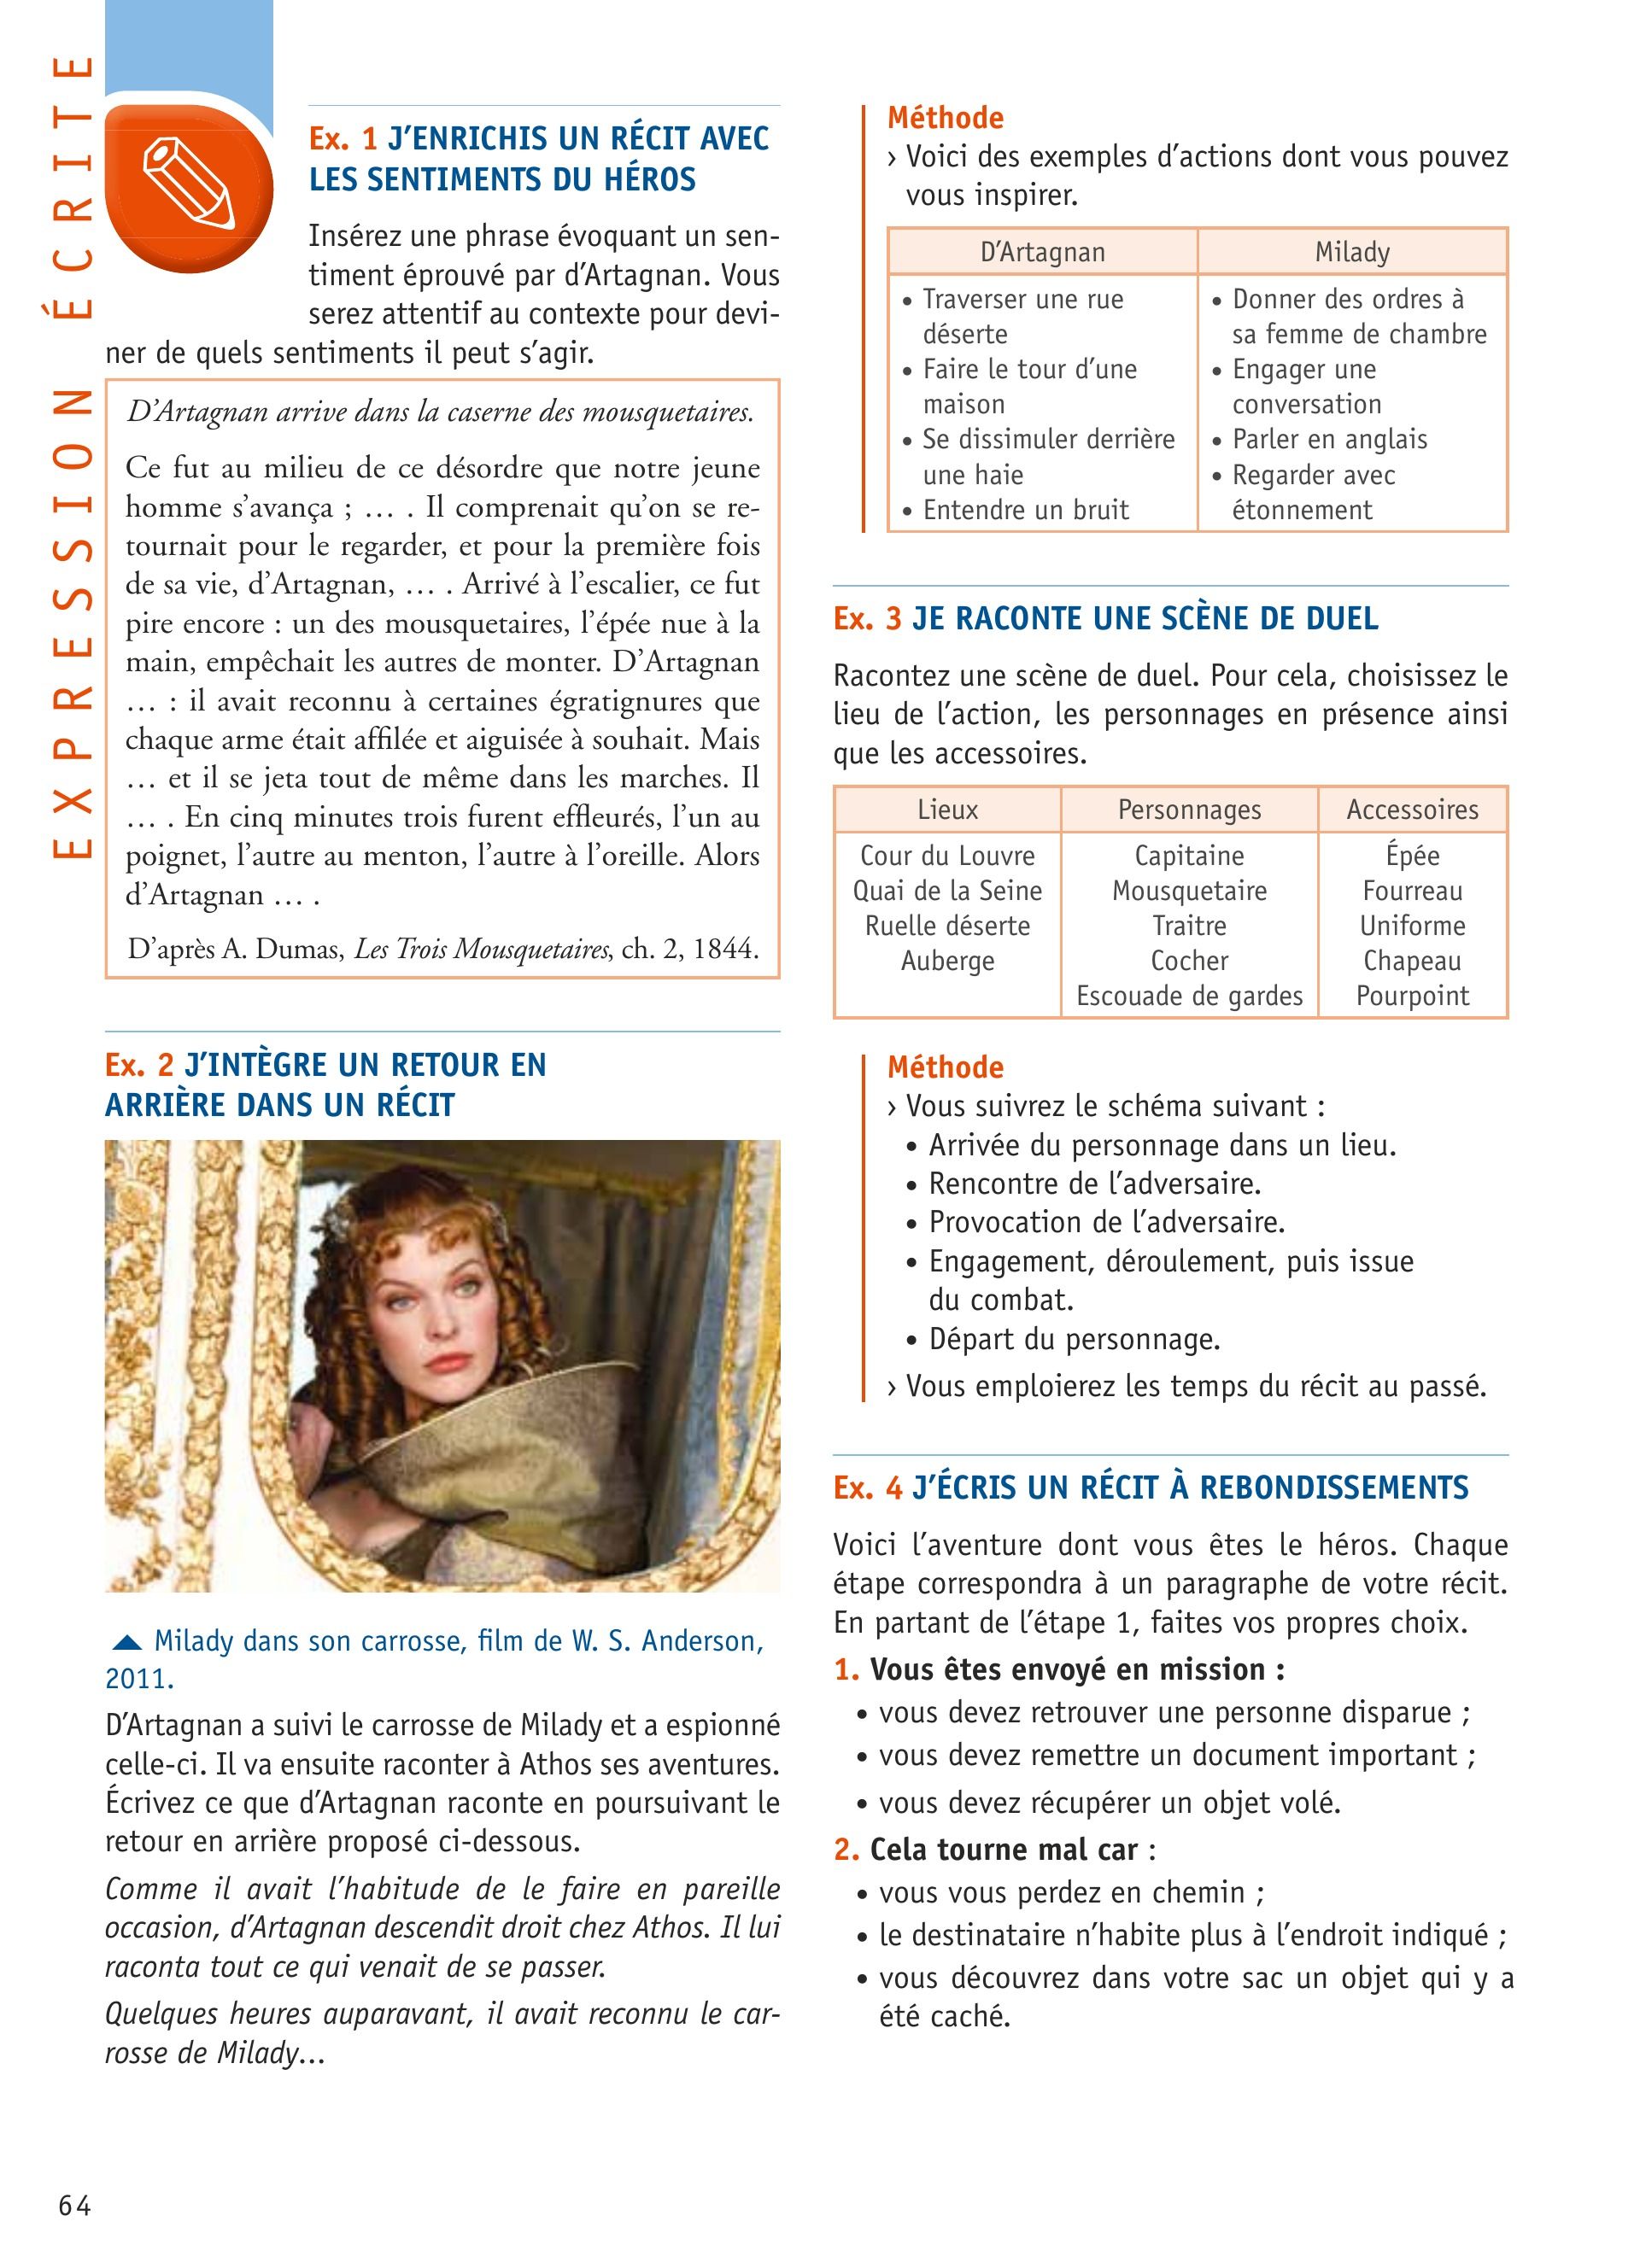 EXPRESSION ÉCRITE
Ex. 1 J'ENRICHIS UN RÉCIT AVEC
LES SENTIMENTS DU HÉROS
Insérez une phrase évoquant un sen-
timent éprouvé par d'Artagnan. Vous
serez attentif au contexte pour devi-
ner de quels sentiments il peut s'agir.
D'Artagnan arrive dans la caserne des mousquetaires.
Ce fut au milieu de ce désordre que notre jeune
homme s'avança ; … . Il comprenait qu'on se re-
tournait pour le regarder, et pour la première fois
de sa vie, d'Artagnan, … . Arrivé à l'escalier, ce fut
pire encore : un des mousquetaires, l'épée nue à la
main, empêchait les autres de monter. D'Artagnan
… : il avait reconnu à certaines égratignures que
chaque arme était affilée et aiguisée à souhait. Mais
… et il se jeta tout de même dans les marches. Il
… . En cinq minutes trois furent effleurés, l'un au
poignet, l'autre au menton, l'autre à l'oreille. Alors
d'Artagnan … .
D'après A. Dumas, Les Trois Mousquetaires, ch. 2, 1844.
Ex. 2 J'INTÈGRE UN RETOUR EN
ARRIÈRE DANS UN RÉCIT
▲ Milady dans son carrosse, film de W. S. Anderson,
2011.
D'Artagnan a suivi le carrosse de Milady et a espionné
celle-ci. Il va ensuite raconter à Athos ses aventures.
Écrivez ce que d'Artagnan raconte en poursuivant le
retour en arrière proposé ci-dessous.
Comme il avait l'habitude de le faire en pareille
occasion, d'Artagnan descendit droit chez Athos. Il lui
raconta tout ce qui venait de se passer.
Quelques heures auparavant, il avait reconnu le car-
rosse de Milady…
Méthode
› Voici des exemples d'actions dont vous pouvez
vous inspirer.
D'Artagnan
• Traverser une rue
déserte
• Faire le tour d'une
maison
• Se dissimuler derrière
une haie
• Entendre un bruit
Milady
• Donner des ordres à
sa femme de chambre
• Engager une
conversation
• Parler en anglais
• Regarder avec
étonnement
Ex. 3 JE RACONTE UNE SCÈNE DE DUEL
Racontez une scène de duel. Pour cela, choisissez le
lieu de l'action, les personnages en présence ainsi
que les accessoires.
Lieux Personnages Accessoires
Cour du Louvre Capitaine Épée
Quai de la Seine Mousquetaire Fourreau
Ruelle déserte Traitre Uniforme
Auberge Cocher Chapeau
Escouade de gardes Pourpoint
Méthode
› Vous suivrez le schéma suivant :
• Arrivée du personnage dans un lieu.
• Rencontre de l'adversaire.
• Provocation de l'adversaire.
• Engagement, déroulement, puis issue
du combat.
• Départ du personnage.
› Vous emploierez les temps du récit au passé.
Ex. 4 J'ÉCRIS UN RÉCIT À REBONDISSEMENTS
Voici l'aventure dont vous êtes le héros. Chaque
étape correspondra à un paragraphe de votre récit.
En partant de l'étape 1, faites vos propres choix.
1. Vous êtes envoyé en mission :
• vous devez retrouver une personne disparue ;
• vous devez remettre un document important ;
• vous devez récupérer un objet volé.
2. Cela tourne mal car :
• vous vous perdez en chemin ;
• le destinataire n'habite plus à l'endroit indiqué ;
• vous découvrez dans votre sac un objet qui y a
été caché.
64